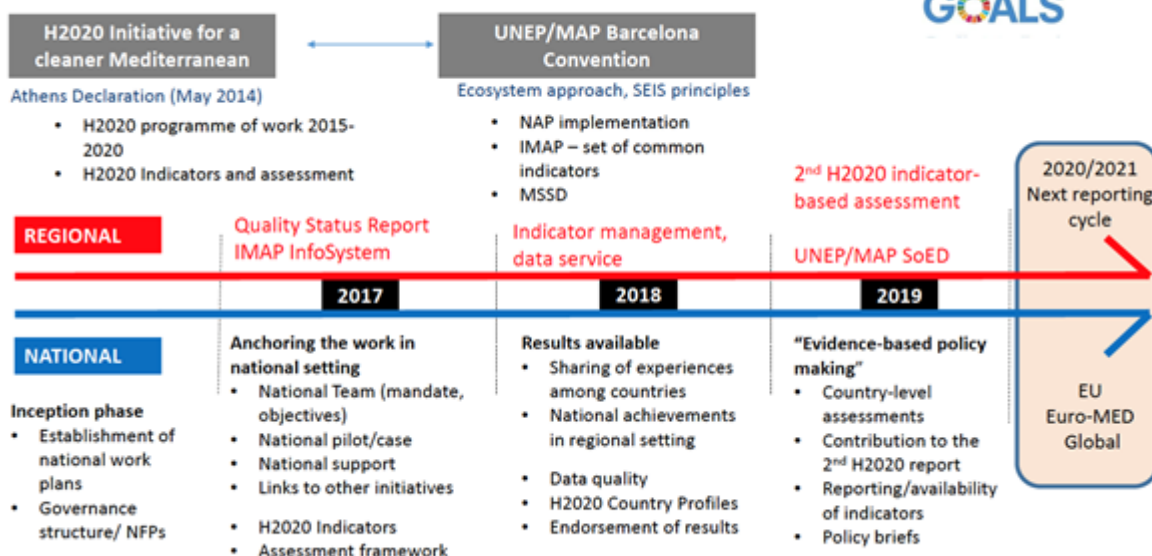 GOALS
H2020 Initiative for a
cleaner Mediterranean
UNEP/MAP Barcelona
Convention
Athens Declaration (May 2014)
• H2020 programme of work 2015-
2020
• H2020 Indicators and assessment
Ecosystem approach, SEIS principles
• NAP implementation
• IMAP – set of common
indicators
• MSSD
2nd H2020 indicator-
based assessment
2020/2021
Next reporting
cycle
REGIONAL
Quality Status Report
IMAP InfoSystem
Indicator management,
data service
UNEP/MAP SoED
2017
2018
2019
NATIONAL
Inception phase
• Establishment of
national work
plans
• Governance
structure/ NFPs
Anchoring the work in
national setting
• National Team (mandate,
objectives)
• National pilot/case
• National support
• Links to other initiatives
• H2020 Indicators
• Assessment framework
Results available
• Sharing of experiences
among countries
• National achievements
in regional setting
• Data quality
• H2020 Country Profiles
• Endorsement of results
“Evidence-based policy
making”
• Country-level
assessments
• Contribution to the
2nd H2020 report
• Reporting/availability
of indicators
• Policy briefs
EU
Euro-MED
Global